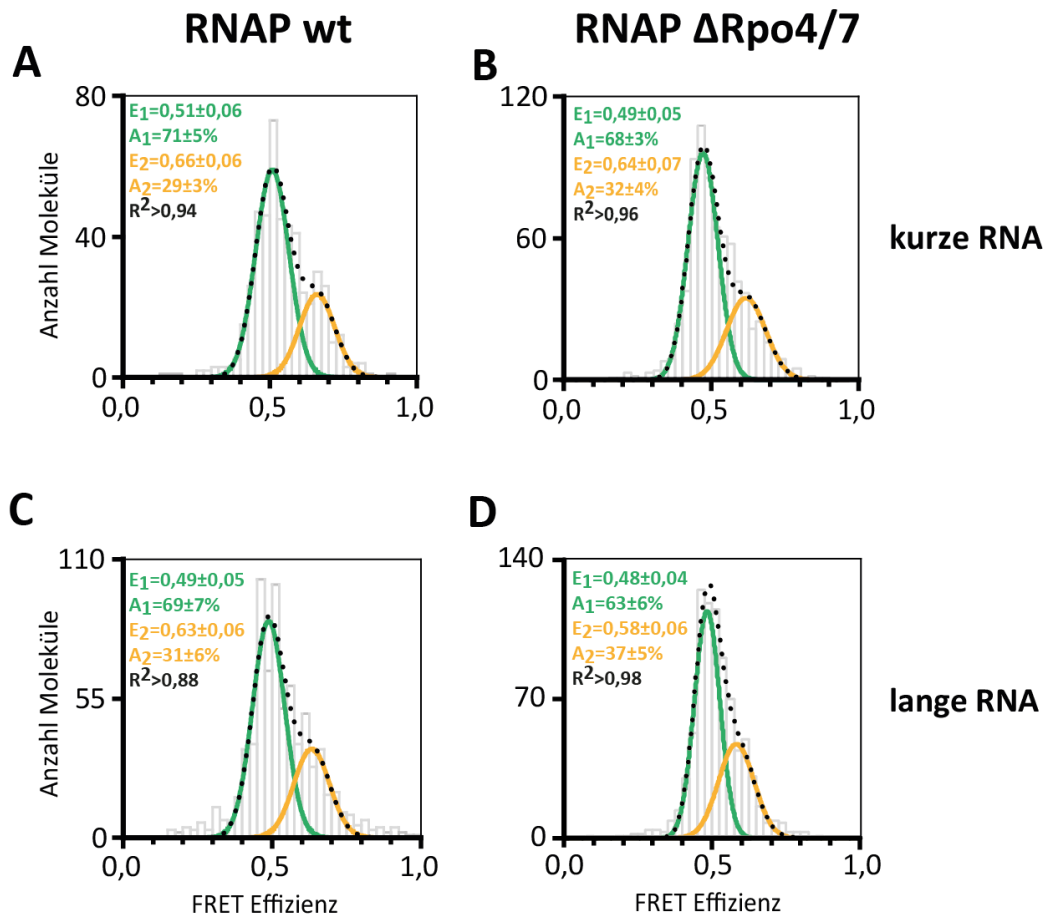 RNAP wt
RNAP ΔRpo4/7
A
80
40
0
Anzahl Moleküle
E1=0,51±0,06
A1=71±5%
E2=0,66±0,06
A2=29±3%
R2>0,94
0,0
0,5
1,0
B
120
60
0
E1=0,49±0,05
A1=68±3%
E2=0,64±0,07
A2=32±4%
R2>0,96
0,0
0,5
1,0
kurze RNA
C
110
55
0
Anzahl Moleküle
E1=0,49±0,05
A1=69±7%
E2=0,63±0,06
A2=31±6%
R2>0,88
0,0
0,5
1,0
FRET Effizienz
D
140
70
0
E1=0,48±0,04
A1=63±6%
E2=0,58±0,06
A2=37±5%
R2>0,98
0,0
0,5
1,0
FRET Effizienz
lange RNA